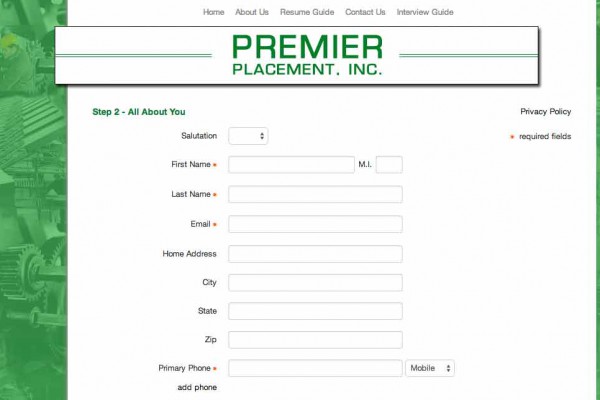 Home About Us Resume Guide Contact Us Interview Guide
PREMIER
PLACEMENT, INC.
Step 2 - All About You Privacy Policy
Salutation * required fields
First Name * M.I.
Last Name *
Email *
Home Address
City
State
Zip
Primary Phone * Mobile
add phone